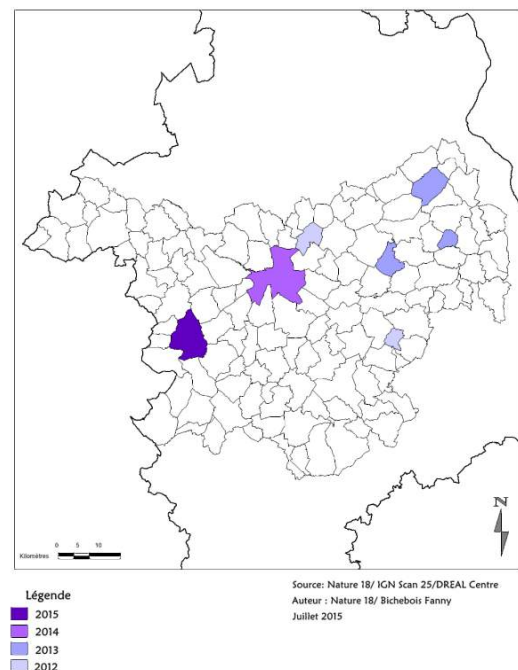 N
0 5 10
Kilomètres
Légende
2015
2014
2013
2012
Source: Nature 18/ IGN Scan 25/DREAL Centre
Auteur : Nature 18/ Bichebois Fanny
Juillet 2015